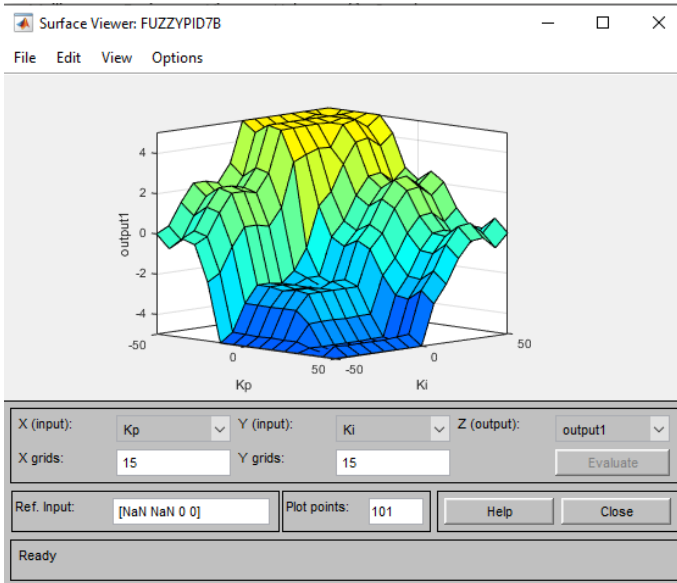 Surface Viewer: FUZZYPID7B
File Edit View Options
4
2
0
-2
-4
output1
-50
0
50
Kp
-50
0
50
Ki
X (input): Kp Y (input): Ki Z (output): output1
X grids: 15 Y grids: 15 Evaluate
Ref. Input: [NaN NaN 0 0] Plot points: 101 Help Close
Ready